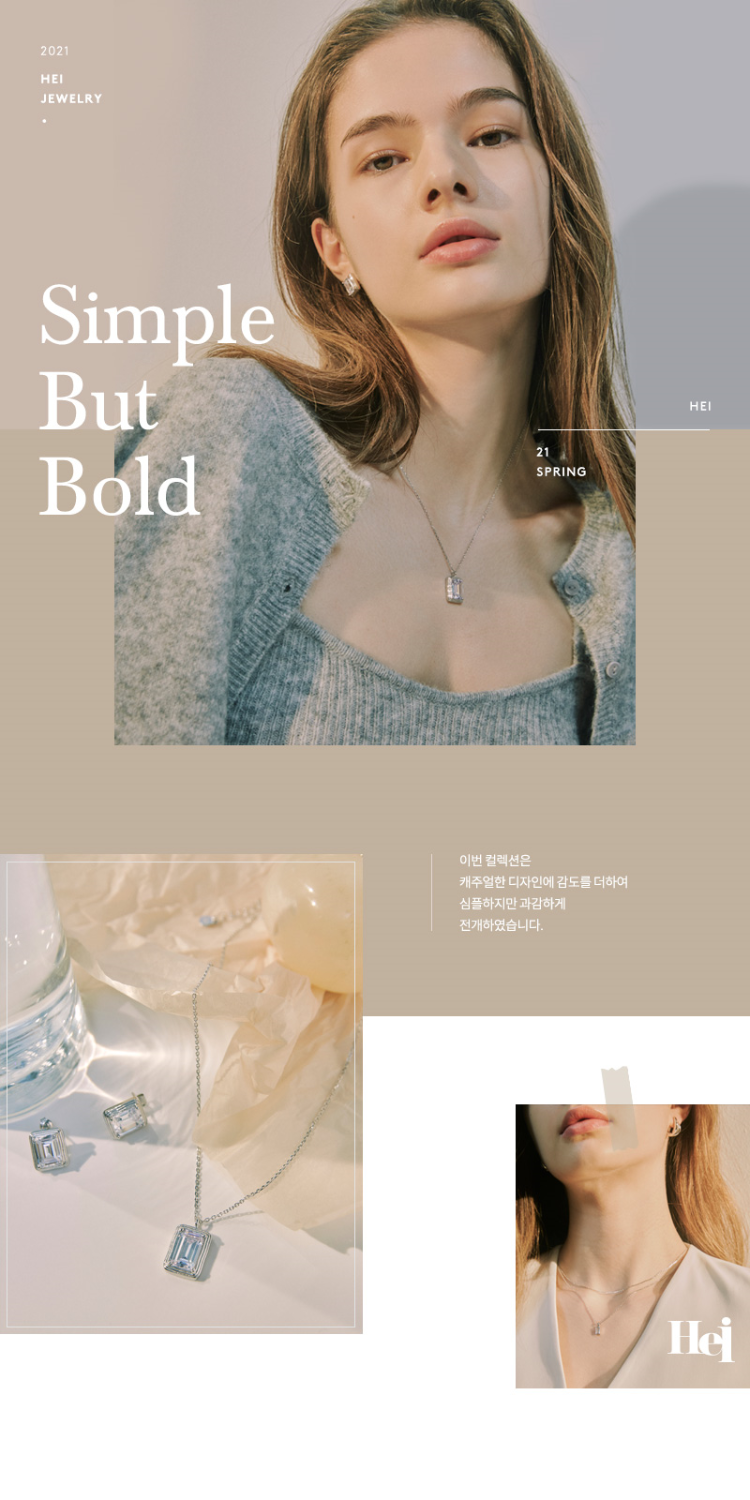 2021
HEI
JEWELRY
Simple
But
Bold
HEI
21
SPRING
이번 컬렉션은
캐주얼한 디자인에 감도를 더하여
심플하지만 과감하게
전개하였습니다.
Hei